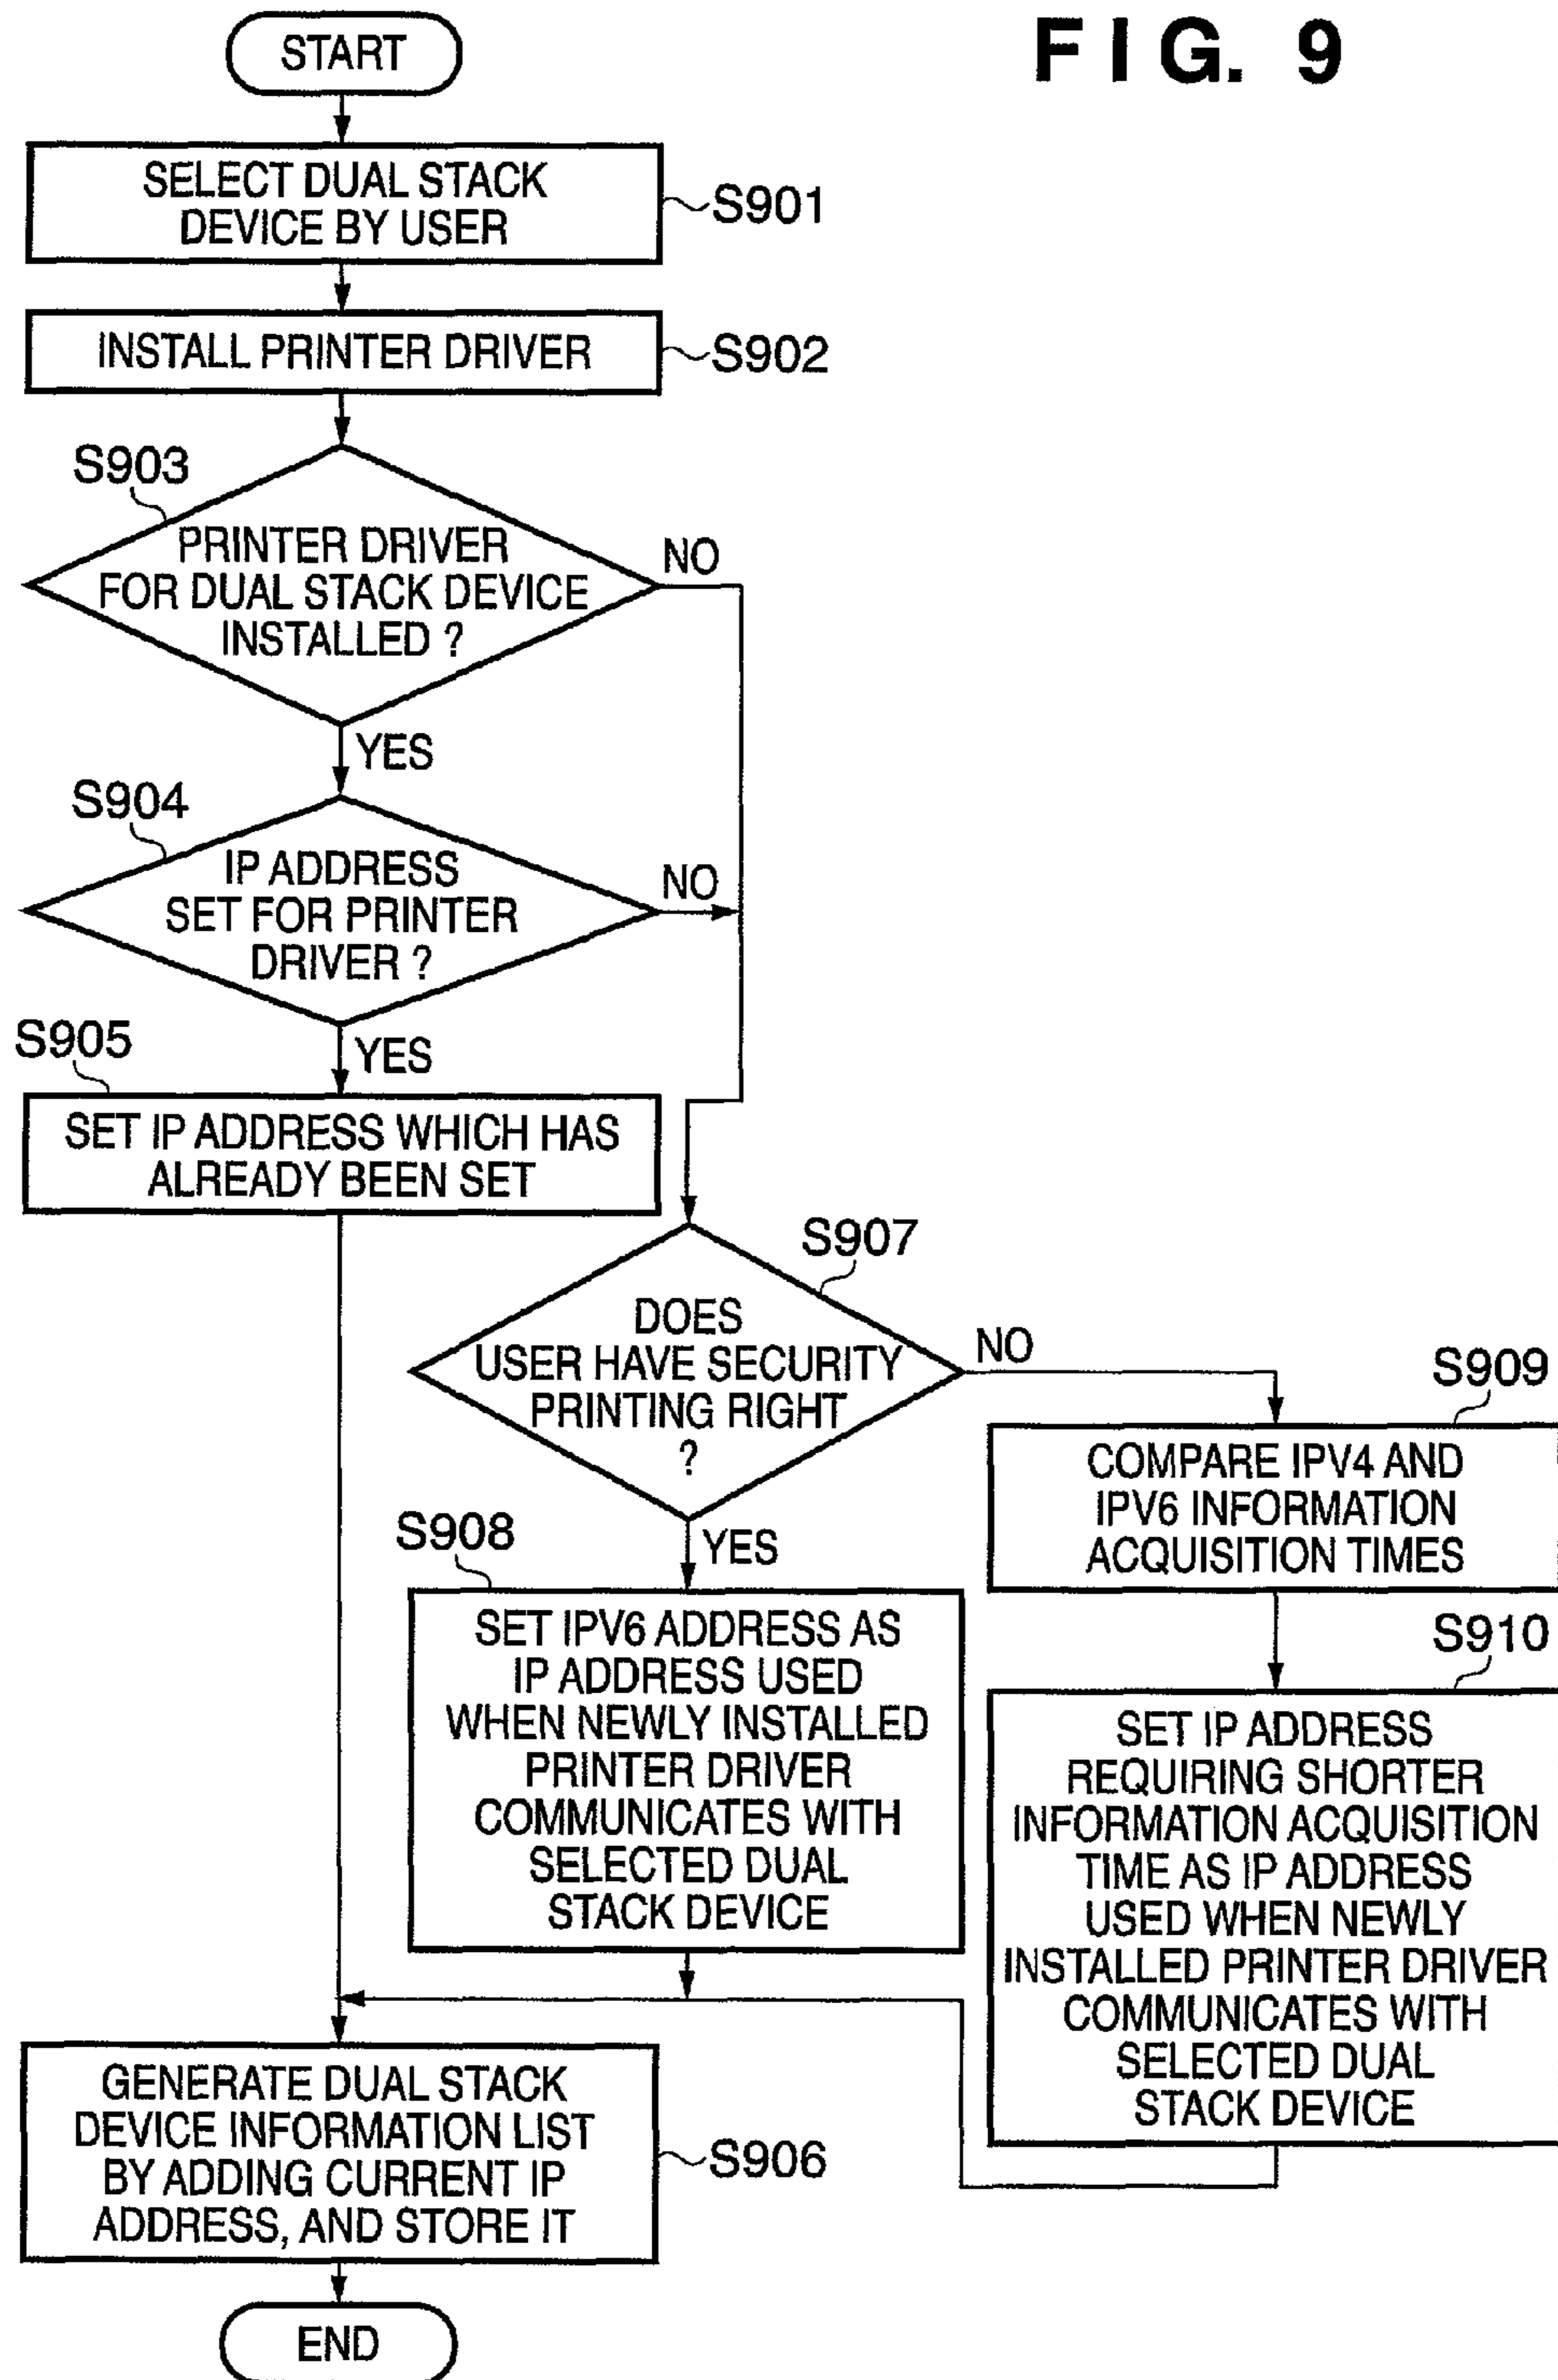 FIG. 9
START
SELECT DUAL STACK
DEVICE BY USER
S901
INSTALL PRINTER DRIVER
S902
S903
PRINTER DRIVER
FOR DUAL STACK DEVICE
INSTALLED ?
NO
YES
S904
IP ADDRESS
SET FOR PRINTER
DRIVER ?
NO
YES
S905
SET IP ADDRESS WHICH HAS
ALREADY BEEN SET
S907
DOES
USER HAVE SECURITY
PRINTING RIGHT
?
NO
YES
S909
COMPARE IPV4 AND
IPV6 INFORMATION
ACQUISITION TIMES
S908
SET IPV6 ADDRESS AS
IP ADDRESS USED
WHEN NEWLY INSTALLED
PRINTER DRIVER
COMMUNICATES WITH
SELECTED DUAL
STACK DEVICE
S910
SET IP ADDRESS
REQUIRING SHORTER
INFORMATION ACQUISITION
TIME AS IP ADDRESS
USED WHEN NEWLY
INSTALLED PRINTER DRIVER
COMMUNICATES WITH
SELECTED DUAL
STACK DEVICE
GENERATE DUAL STACK
DEVICE INFORMATION LIST
BY ADDING CURRENT IP
ADDRESS, AND STORE IT
S906
END